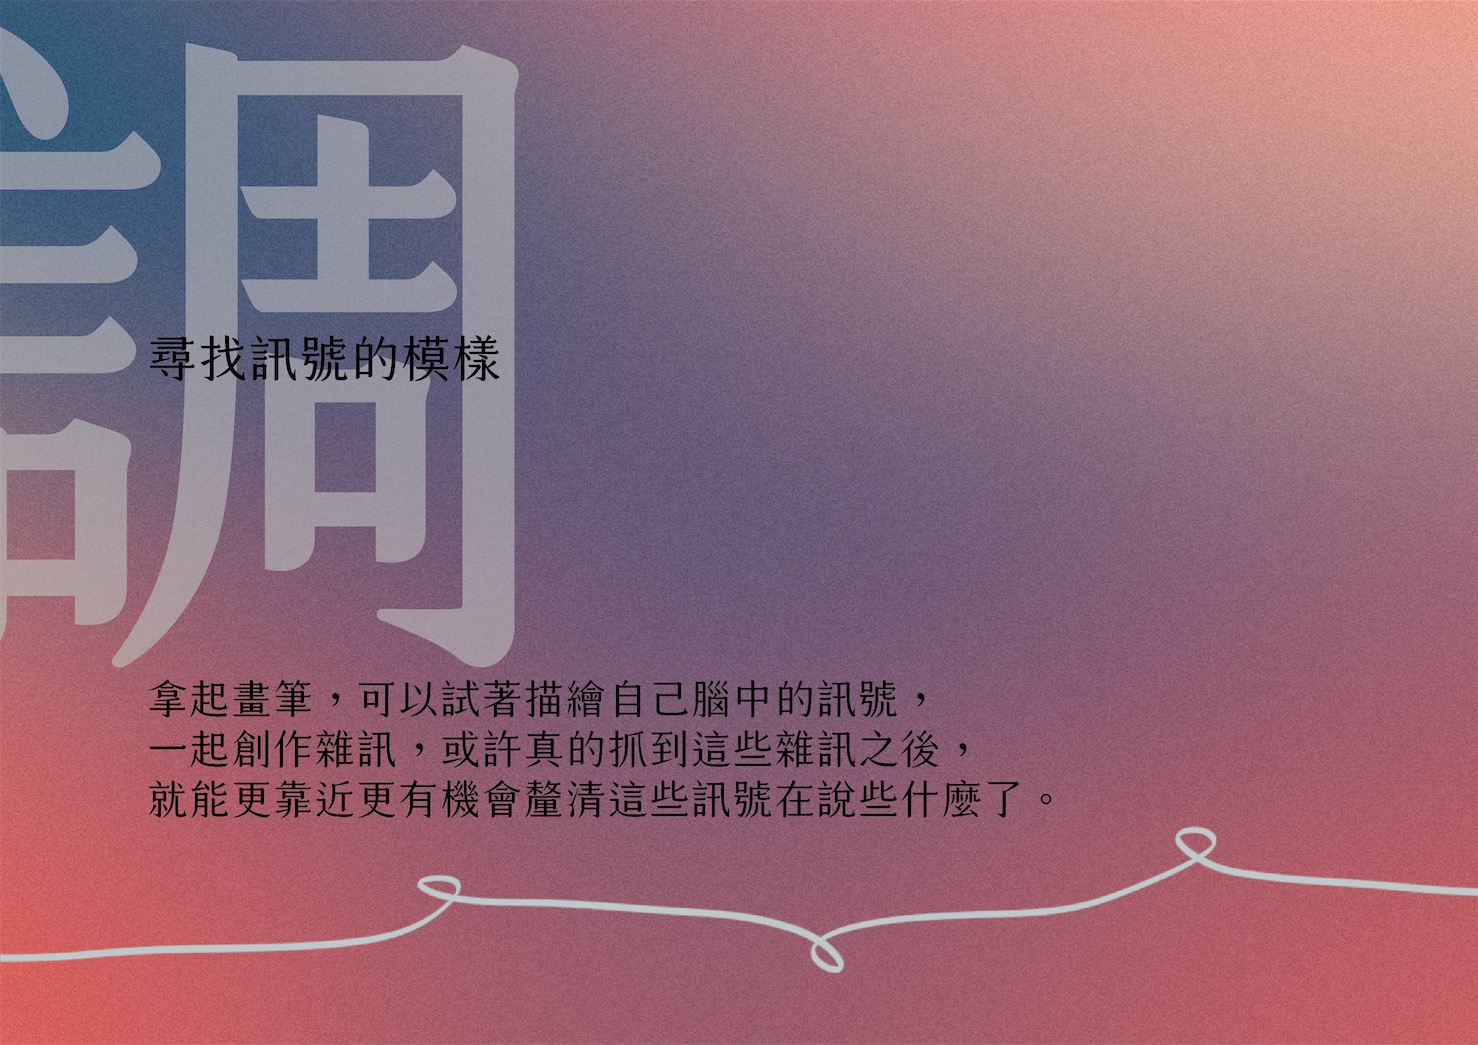 調
尋找訊號的模樣
拿起畫筆，可以試著描繪自己腦中的訊號，
一起創作雜訊，或許真的抓到這些雜訊之後，
就能更靠近更有機會釐清這些訊號在說些什麼了。